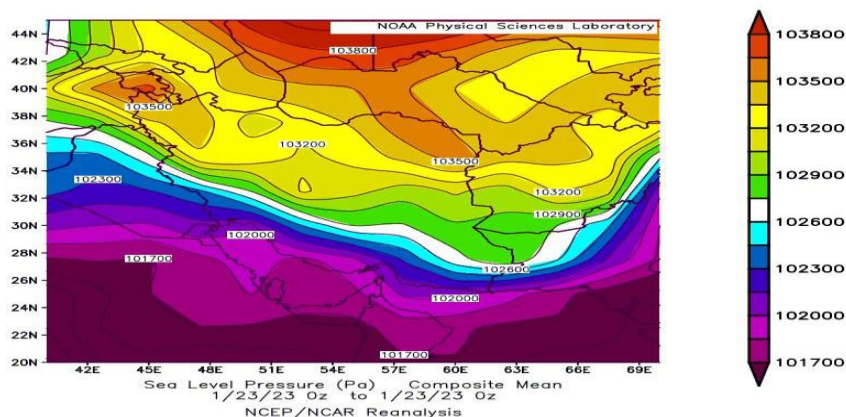 NOAA Physical Sciences Laboratory
44N
42N
40N
38N
36N
34N
32N
30N
28N
26N
24N
22N
20N
103800
103500
103200
103500
102300
103200
102900
102000
101700
102600
102000
101700
42E 45E 48E 51E 54E 57E 60E 63E 66E 69E
Sea Level Pressure (Pa) Composite Mean
1/23/23 0z to 1/23/23 0z
NCEP/NCAR Reanalysis
103800
103500
103200
102900
102600
102300
102000
101700